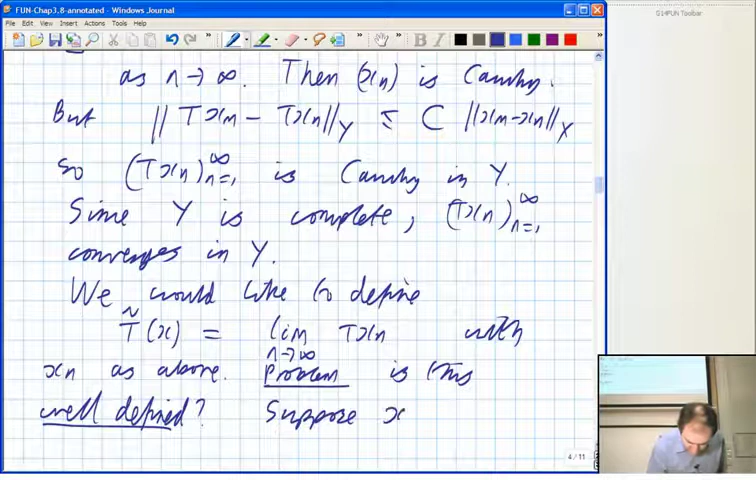 FUN-Chap3.8-annotated - Windows Journal
File Edit View Insert Actions Tools Help
G14FUN Toolbar
as n → ∞. Then (xn) is Cauchy.
But || Txm - Txn ||Y ≤ C ||xm-xn||X
So (Txn)∞n=1 is Cauchy in Y.
Since Y is complete, (Txn)∞n=1
converges in Y.
We would like to define
T̃(x) = lim n→∞ Txn with
xn as above. Problem is this
well defined? Suppose x
4 / 11